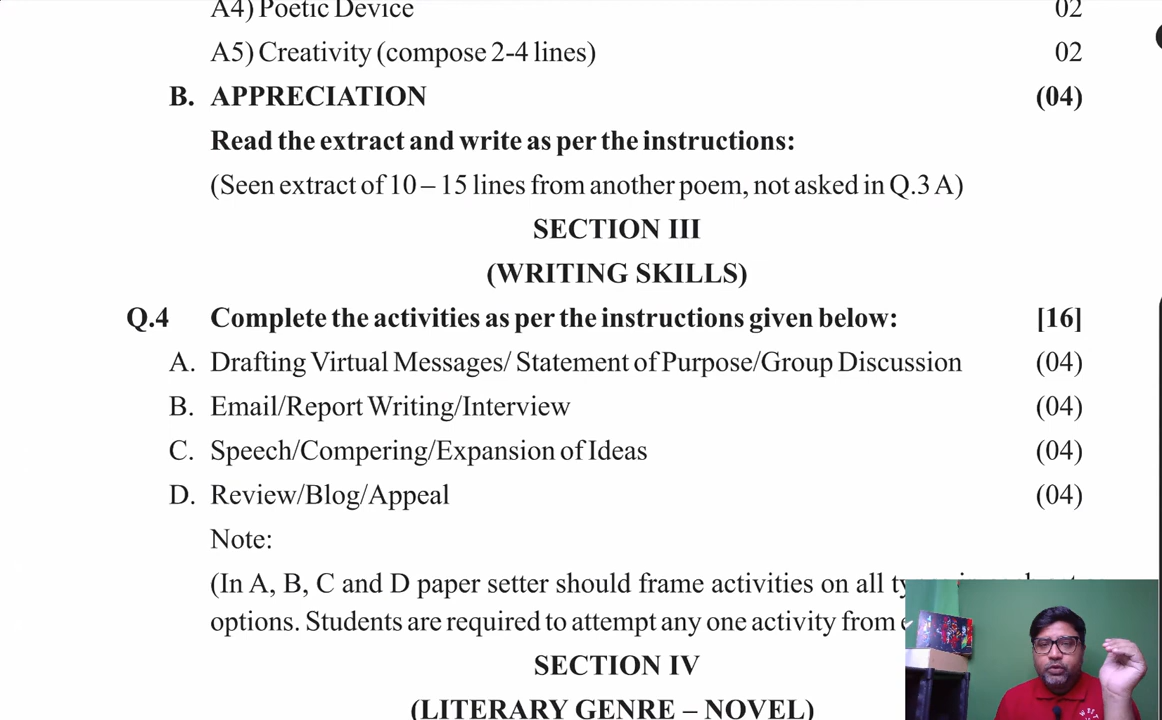 A4) Poetic Device 02
A5) Creativity (compose 2-4 lines) 02
B. APPRECIATION (04)
Read the extract and write as per the instructions:
(Seen extract of 10 – 15 lines from another poem, not asked in Q.3 A)
SECTION III
(WRITING SKILLS)
Q.4 Complete the activities as per the instructions given below: [16]
A. Drafting Virtual Messages/ Statement of Purpose/Group Discussion (04)
B. Email/Report Writing/Interview (04)
C. Speech/Compering/Expansion of Ideas (04)
D. Review/Blog/Appeal (04)
Note:
(In A, B, C and D paper setter should frame activities on all
options. Students are required to attempt any one activity from
SECTION IV
(LITERARY GENRE – NOVEL)